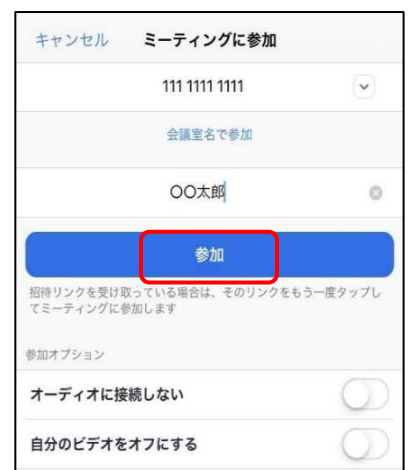 キャンセル ミーティングに参加
111 1111 1111
会議室名で参加
〇〇太郎
参加
招待リンクを受け取っている場合は、そのリンクをもう一度タップし
てミーティングに参加します
参加オプション
オーディオに接続しない
自分のビデオをオフにする